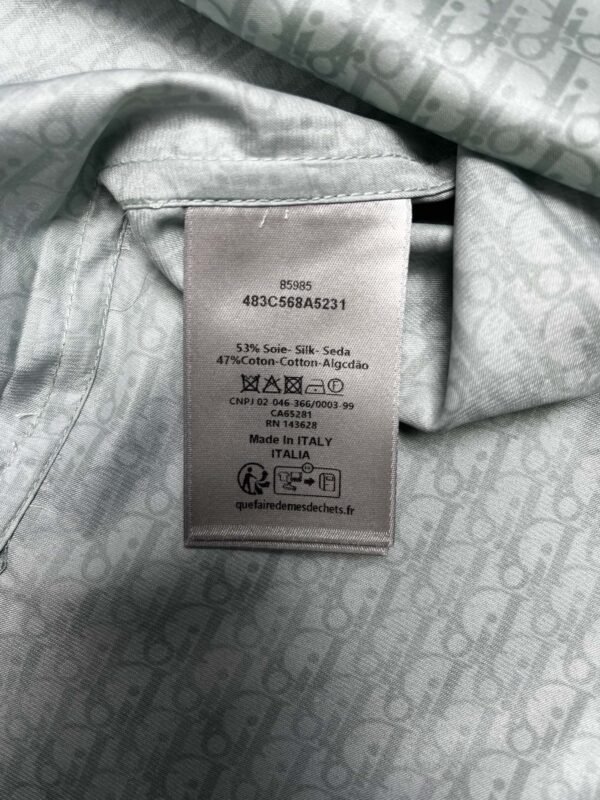 85985
483C568A5231
53% Soie- Silk- Seda
47%Coton-Cotton-Algcdão
CNPJ 02-046-366/0003-99
CA65281
RN 143628
Made In ITALY
ITALIA
quefairedemesdechets.fr